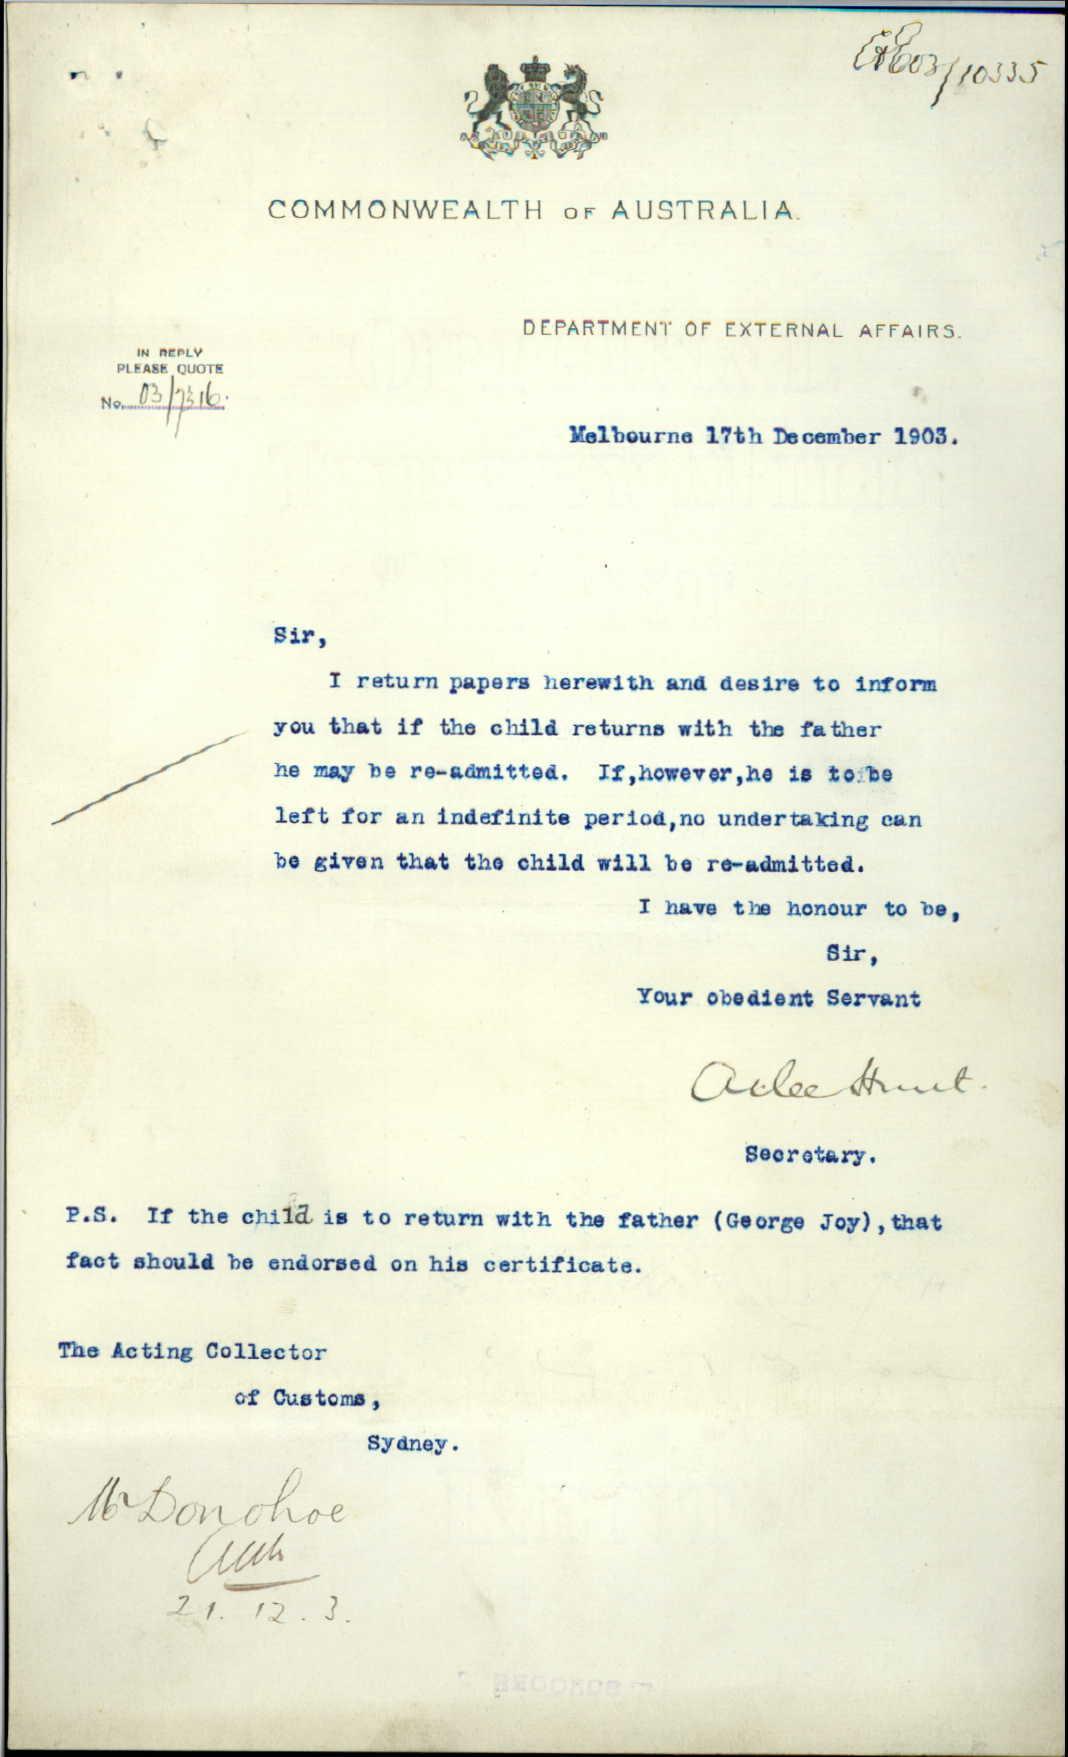 03/10335
COMMONWEALTH OF AUSTRALIA.
DEPARTMENT OF EXTERNAL AFFAIRS.
IN REPLY
PLEASE QUOTE
No. 03/7316.
Melbourne 17th December 1903.
Sir,
I return papers herewith and desire to inform
you that if the child returns with the father
he may be re-admitted. If,however,he is to be
left for an indefinite period,no undertaking can
be given that the child will be re-admitted.
I have the honour to be,
Sir,
Your obedient Servant
Atlee Hunt.
Secretary.
P.S. If the child is to return with the father (George Joy),that
fact should be endorsed on his certificate.
The Acting Collector
of Customs,
Sydney.
Mr Donohoe
21. 12. 3.
RECORDS